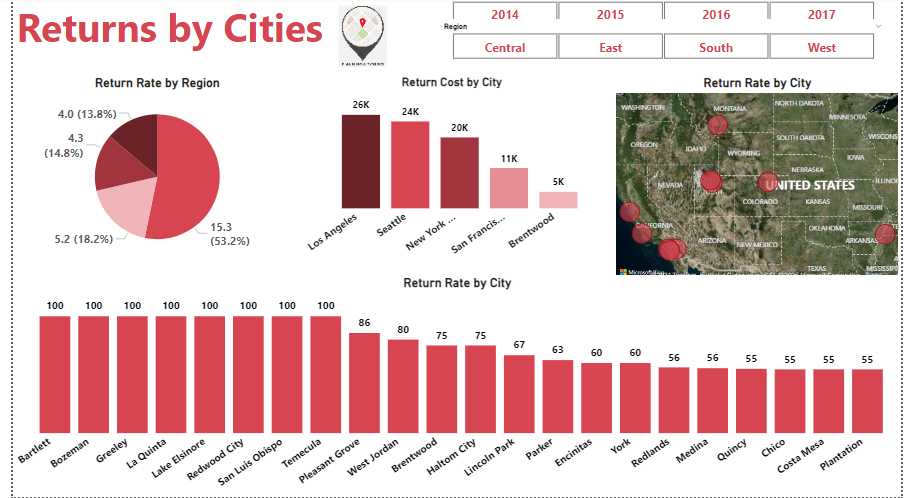 Returns by Cities
2014
2015
2016
2017
Region
Central
East
South
West
Return Rate by Region
4.0 (13.8%)
4.3
(14.8%)
5.2 (18.2%)
15.3
(53.2%)
Return Cost by City
26K
24K
20K
11K
5K
Los Angeles
Seattle
New York ...
San Francis...
Brentwood
Return Rate by City
WASHINGTON
MONTANA
NORTH DAKOTA
MINNESOTA
OREGON
IDAHO
SOUTH DAKOTA
WISCONS
WYOMING
IOWA
NEBRASKA
NEVADA
UNITED STATES
ILLINO
COLORADO
KANSAS
MISSOURI
CALIFORNIA
OKLAHOMA
ARIZONA
NEW MEXICO
ARKANSAS
TEXAS
MISSISSIP
Return Rate by City
100
100
100
100
100
100
100
100
86
80
75
75
67
63
60
60
56
56
55
55
55
55
Bartlett
Bozeman
Greeley
La Quinta
Lake Elsinore
Redwood City
San Luis Obispo
Temecula
Pleasant Grove
West Jordan
Brentwood
Haltom City
Lincoln Park
Parker
Encinitas
York
Redlands
Medina
Quincy
Chico
Costa Mesa
Plantation